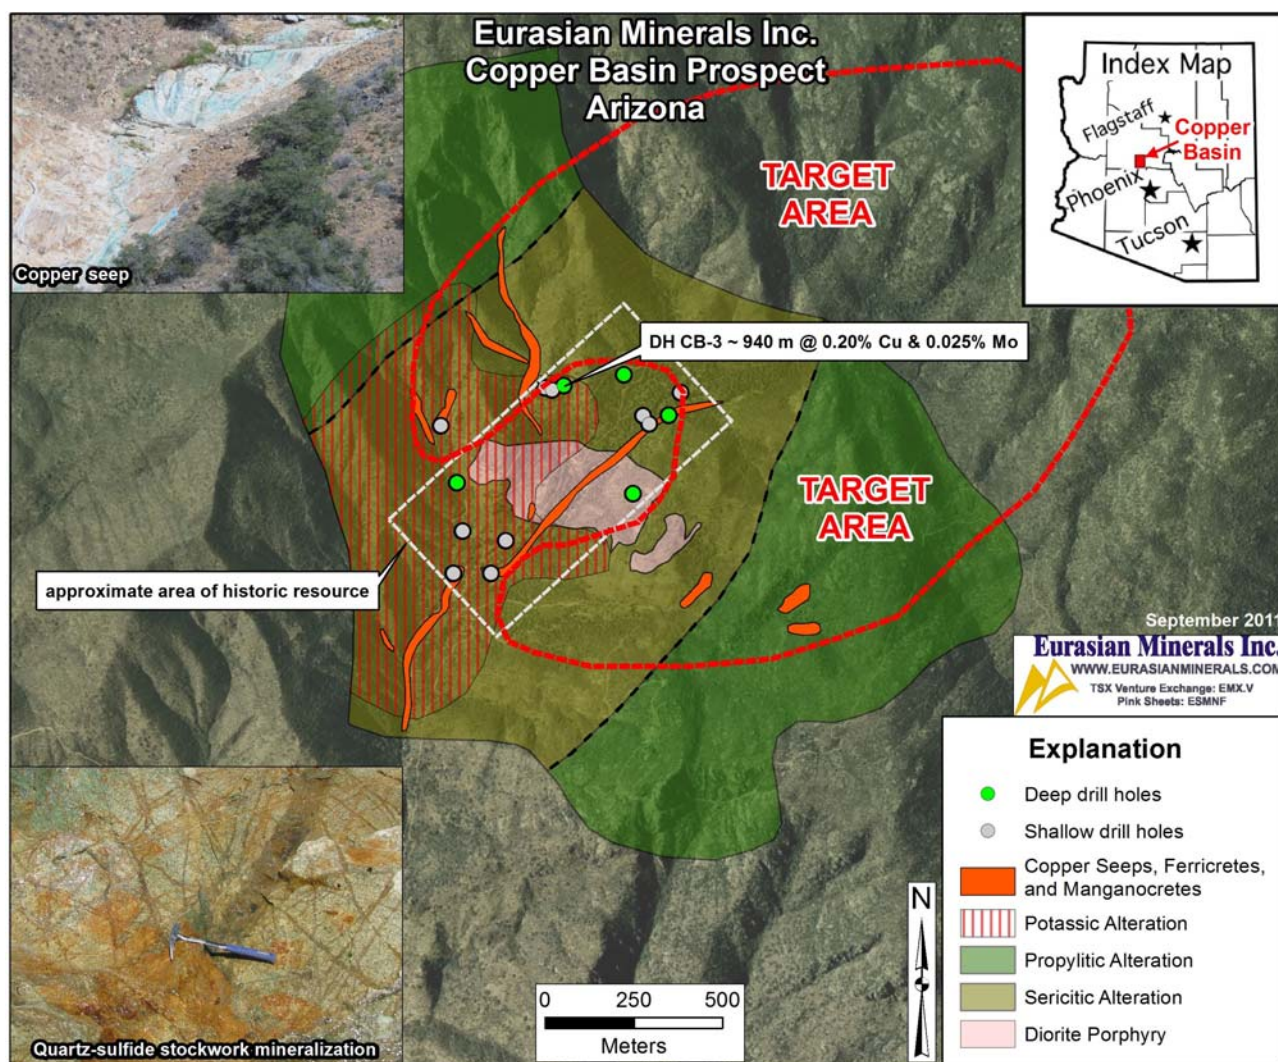 Eurasian Minerals Inc.
Copper Basin Prospect
Arizona
Copper seep
Index Map
Flagstaff
Copper
Basin
Phoenix
Tucson
TARGET
AREA
DH CB-3 ~ 940 m @ 0.20% Cu & 0.025% Mo
TARGET
AREA
approximate area of historic resource
September 2011
Eurasian Minerals Inc.
WWW.EURASIANMINERALS.COM
TSX Venture Exchange: EMX.V
Pink Sheets: ESMNF
Explanation
Deep drill holes
Shallow drill holes
Copper Seeps, Ferricretes,
and Manganocretes
Potassic Alteration
Propylitic Alteration
Sericitic Alteration
Diorite Porphyry
N
0 250 500
Meters
Quartz-sulfide stockwork mineralization